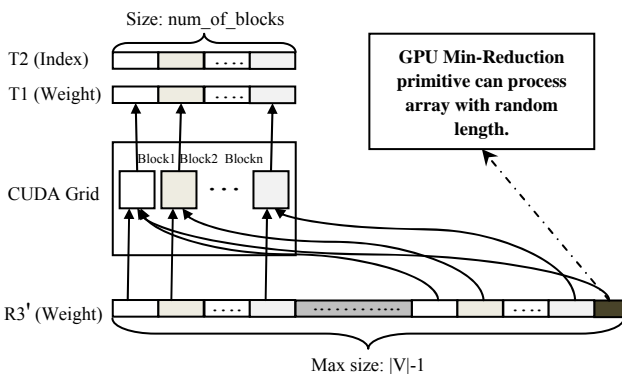 Size: num_of_blocks
T2 (Index)
....
T1 (Weight)
....
GPU Min-Reduction
primitive can process
array with random
length.
Block1 Block2 Blockn
CUDA Grid
...
R3' (Weight)
....
............
....
Max size: |V|-1